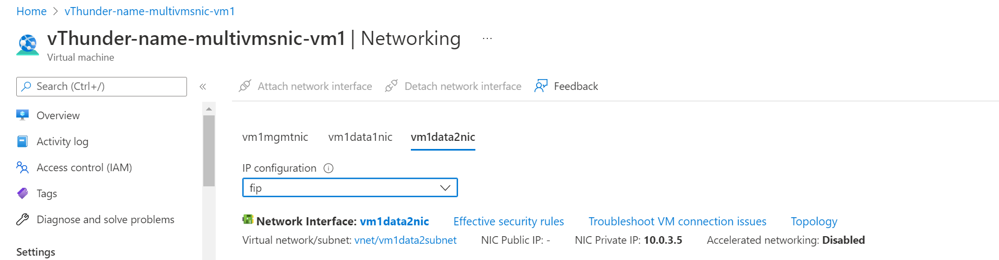 Home > vThunder-name-multivmsnic-vm1
vThunder-name-multivmsnic-vm1 | Networking ...
Virtual machine
Search (Ctrl+/)
«
Attach network interface
Detach network interface
Feedback
Overview
Activity log
Access control (IAM)
Tags
Diagnose and solve problems
Settings
vm1mgmtnic vm1data1nic vm1data2nic
IP configuration
fip
Network Interface: vm1data2nic Effective security rules Troubleshoot VM connection issues Topology
Virtual network/subnet: vnet/vm1data2subnet NIC Public IP: - NIC Private IP: 10.0.3.5 Accelerated networking: Disabled